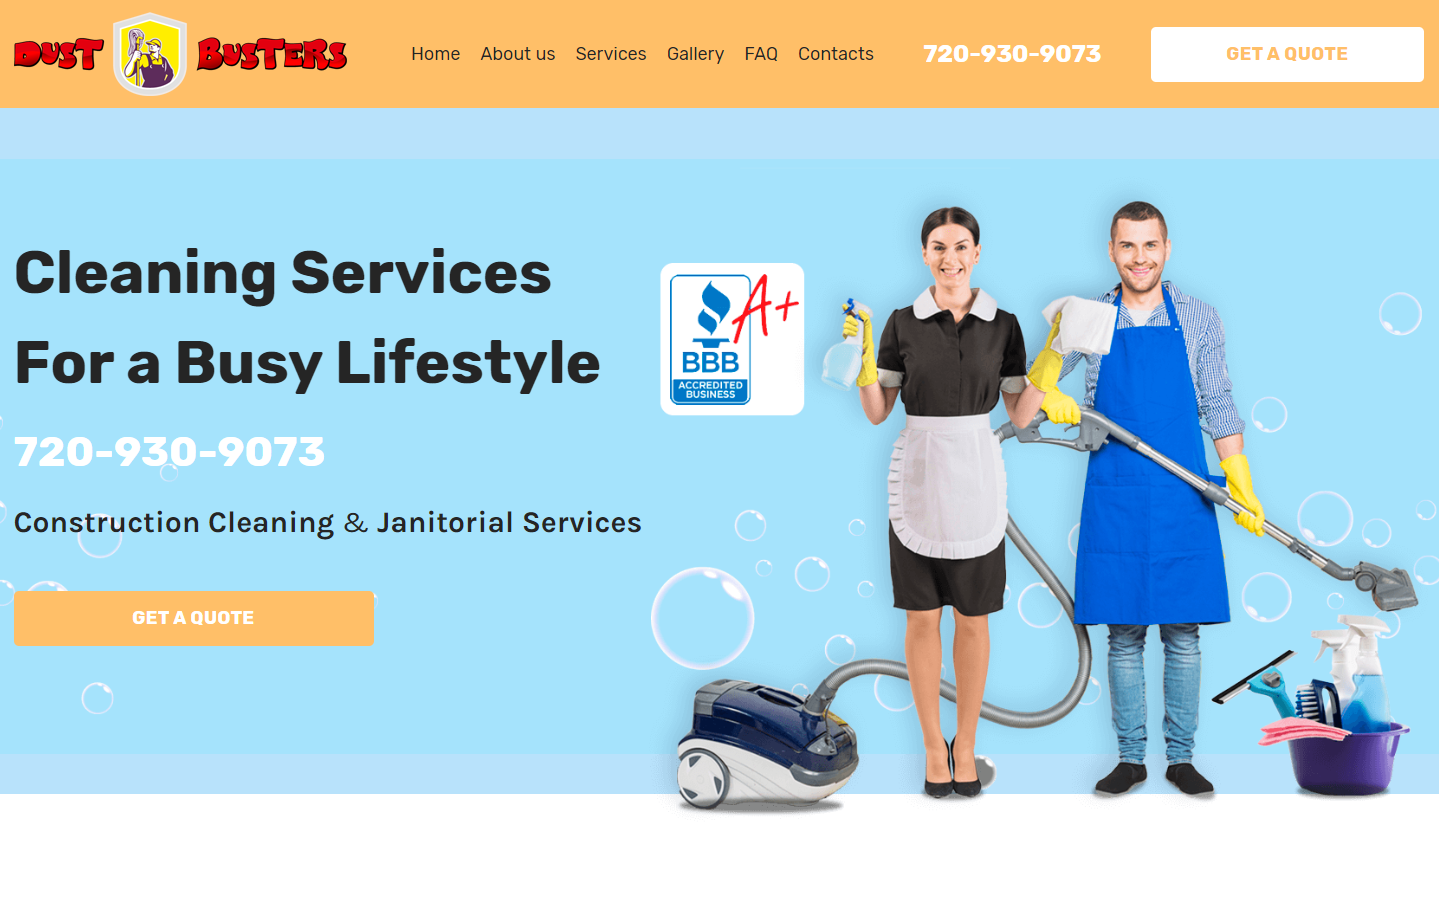 DUST BUSTERS
Home About us Services Gallery FAQ Contacts
720-930-9073
GET A QUOTE
Cleaning Services
For a Busy Lifestyle
720-930-9073
Construction Cleaning & Janitorial Services
GET A QUOTE
A+
BBB
ACCREDITED
BUSINESS